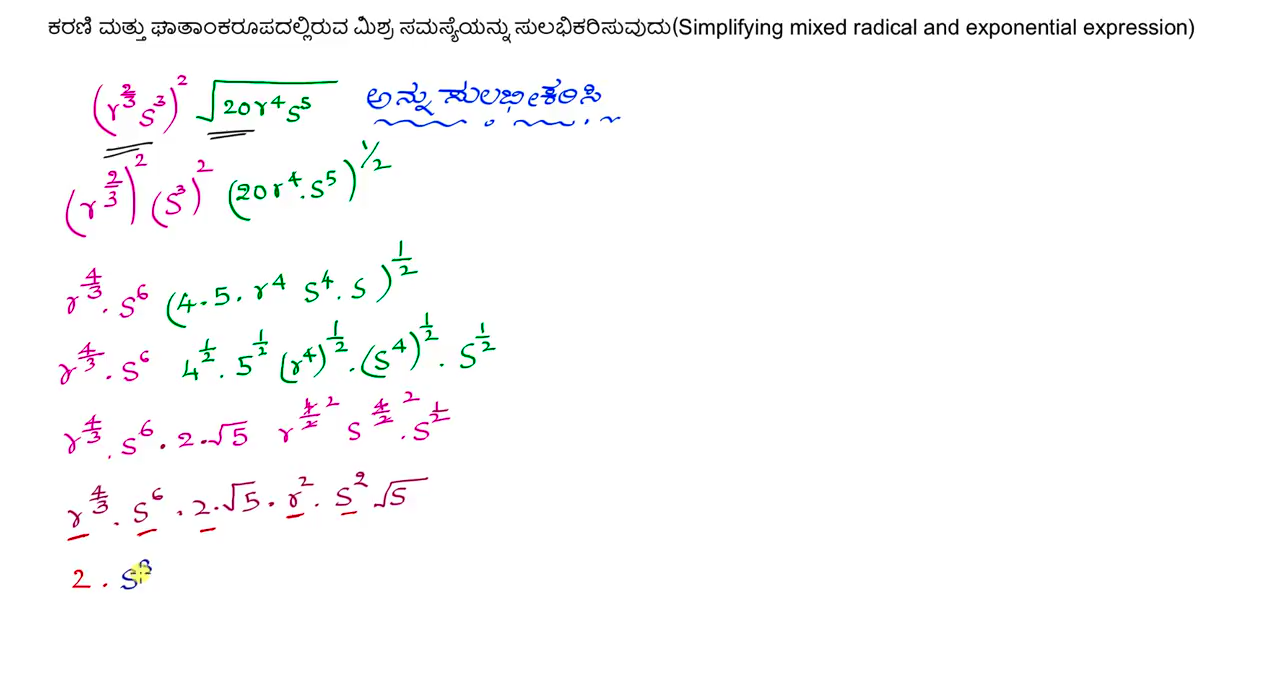 ಕರಣಿ ಮತ್ತು ಘಾತಾಂಕರೂಪದಲ್ಲಿರುವ ಮಿಶ್ರ ಸಮಸ್ಯೆಯನ್ನು ಸುಲಭಿಕರಿಸುವುದು(Simplifying mixed radical and exponential expression)
(r^{2/3} s^3)^2 √(20r^4 s^5) ಅನ್ನು ಸುಲಭೀಕರಿಸಿ
(r^{2/3})^2 (s^3)^2 (20r^4·s^5)^{1/2}
r^{4/3}·s^6 (4·5·r^4 s^4·s)^{1/2}
r^{4/3}·s^6 4^{1/2}·5^{1/2} (r^4)^{1/2}·(s^4)^{1/2}·s^{1/2}
r^{4/3}·s^6·2·√5 r^{4/2 2} s^{4/2 2}·s^{1/2}
r^{4/3}·s^6·2·√5·r^2·s^2 √s
2·s^8